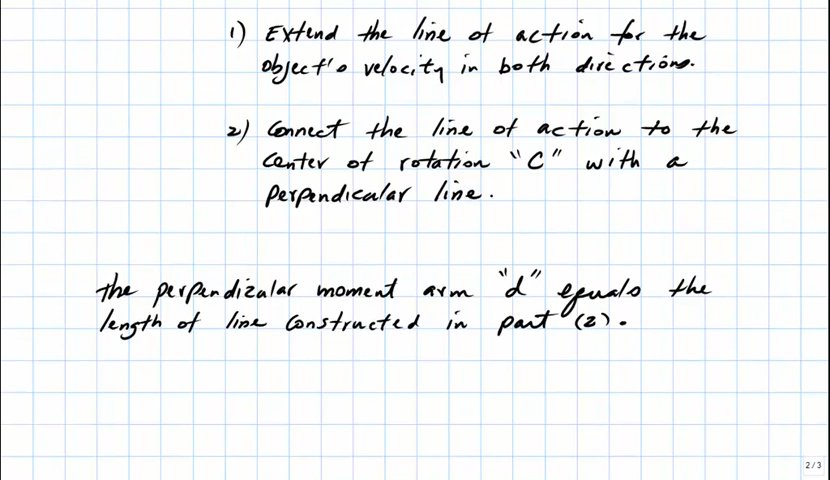 1) Extend the line of action for the
object's velocity in both directions.
2) Connect the line of action to the
center of rotation "C" with a
perpendicular line.
the perpendicular moment arm "d" equals the
length of line constructed in part (2).
2/3